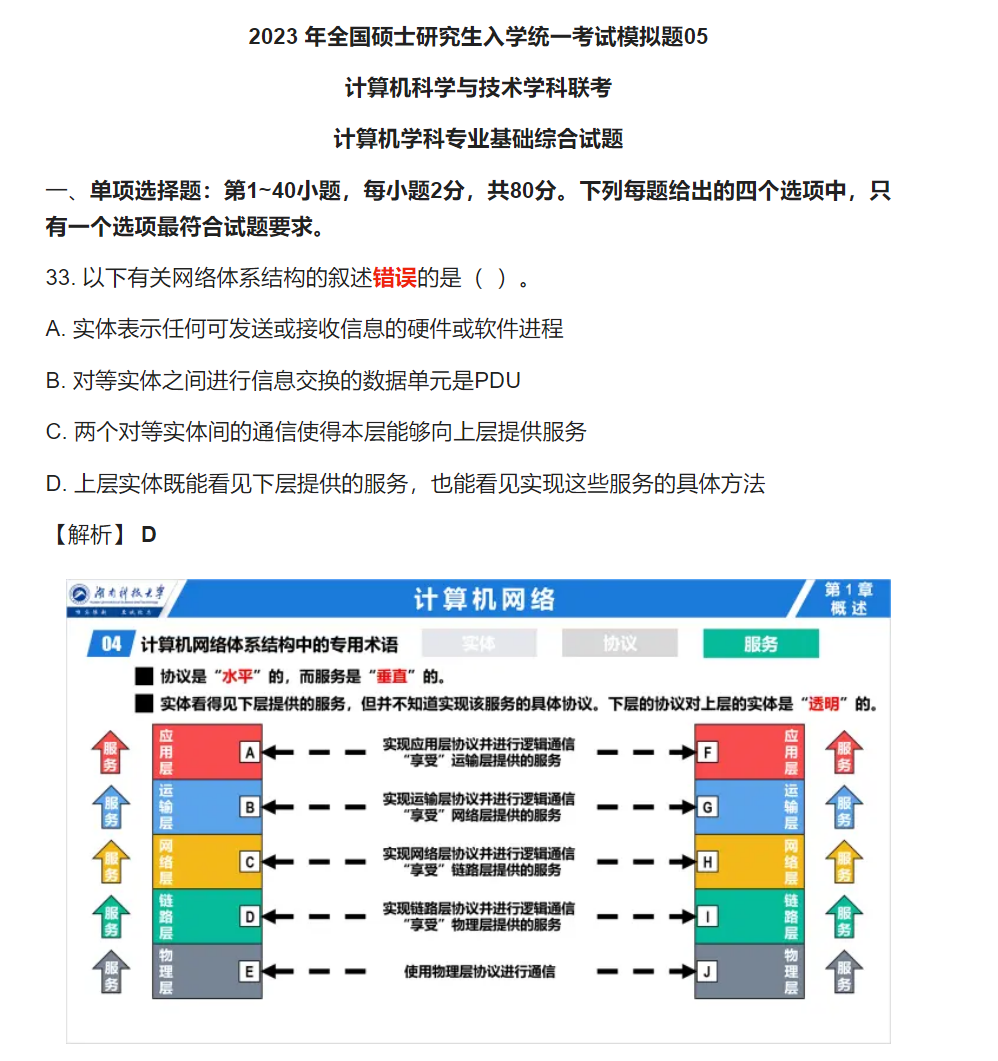 2023 年全国硕士研究生入学统一考试模拟题05
计算机科学与技术学科联考
计算机学科专业基础综合试题
一、单项选择题：第1~40小题，每小题2分，共80分。下列每题给出的四个选项中，只
有一个选项最符合试题要求。
33. 以下有关网络体系结构的叙述错误的是（ ）。
A. 实体表示任何可发送或接收信息的硬件或软件进程
B. 对等实体之间进行信息交换的数据单元是PDU
C. 两个对等实体间的通信使得本层能够向上层提供服务
D. 上层实体既能看见下层提供的服务，也能看见实现这些服务的具体方法
【解析】 D
湖南科技大学
计算机网络
第 1 章
概 述
04 计算机网络体系结构中的专用术语 实体 协议 服务
协议是“水平”的，而服务是“垂直”的。
实体看得见下层提供的服务，但并不知道实现该服务的具体协议。下层的协议对上层的实体是“透明”的。
服务 应用层 A 实现应用层协议并进行逻辑通信 F 应用层 服务
“享受”运输层提供的服务
服务 运输层 B 实现运输层协议并进行逻辑通信 G 运输层 服务
“享受”网络层提供的服务
服务 网络层 C 实现网络层协议并进行逻辑通信 H 网络层 服务
“享受”链路层提供的服务
服务 链路层 D 实现链路层协议并进行逻辑通信 I 链路层 服务
“享受”物理层提供的服务
服务 物理层 E 使用物理层协议进行通信 J 物理层 服务